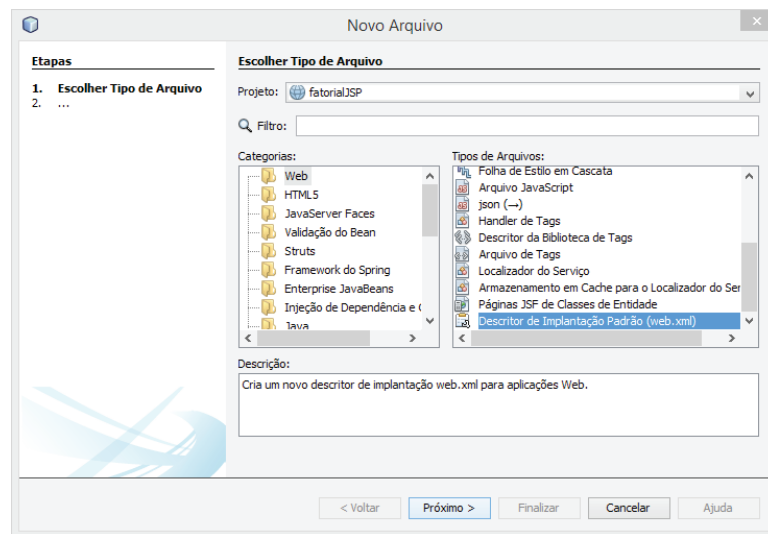 Novo Arquivo
Etapas
1. Escolher Tipo de Arquivo
2. ...
Escolher Tipo de Arquivo
Projeto: fatorialJSP
Filtro:
Categorias:
Web
HTML5
JavaServer Faces
Validação do Bean
Struts
Framework do Spring
Enterprise JavaBeans
Injeção de Dependência e (
Java
Tipos de Arquivos:
Folha de Estilo em Cascata
Arquivo JavaScript
json (→)
Handler de Tags
Descritor da Biblioteca de Tags
Arquivo de Tags
Localizador do Serviço
Armazenamento em Cache para o Localizador do Ser
Páginas JSF de Classes de Entidade
Descritor de Implantação Padrão (web.xml)
Descrição:
Cria um novo descritor de implantação web.xml para aplicações Web.
< Voltar Próximo > Finalizar Cancelar Ajuda